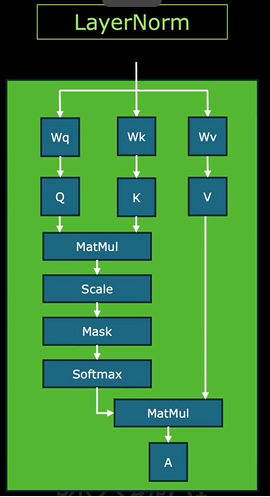 LayerNorm
Wq Wk Wv
Q K V
MatMul
Scale
Mask
Softmax
MatMul
A